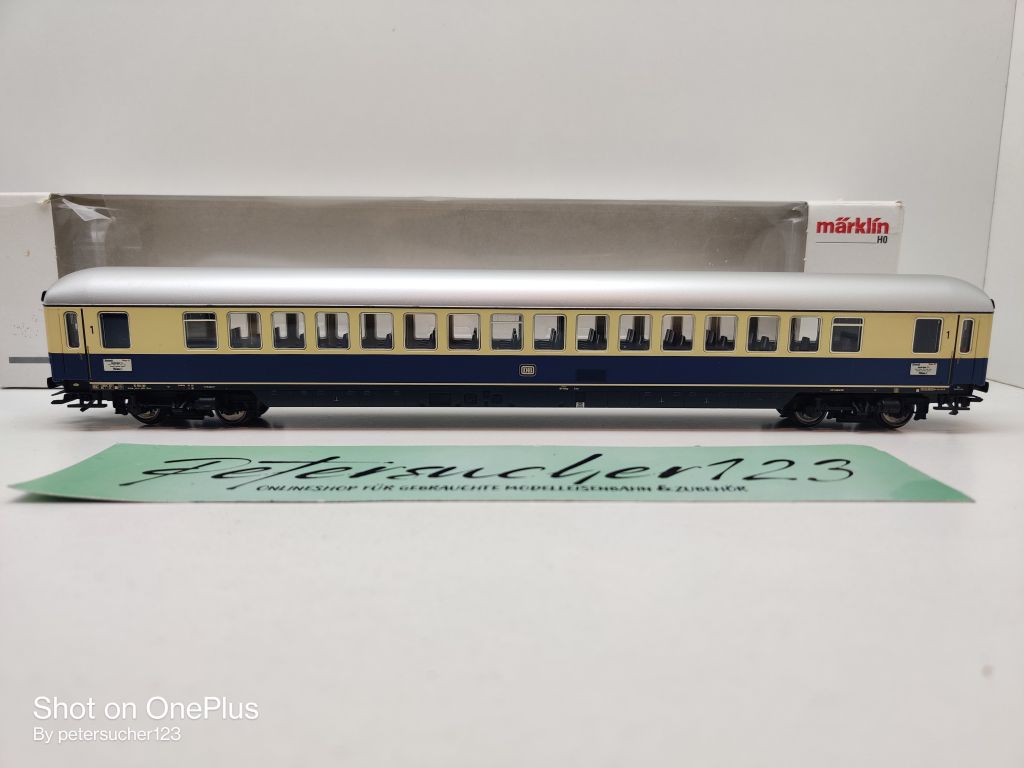 märklin
H0
1
1
DB
Petersucher123
ONLINESHOP FÜR GEBRAUCHTE MODELLEISENBAHN & ZUBEHÖR
Shot on OnePlus
By petersucher123